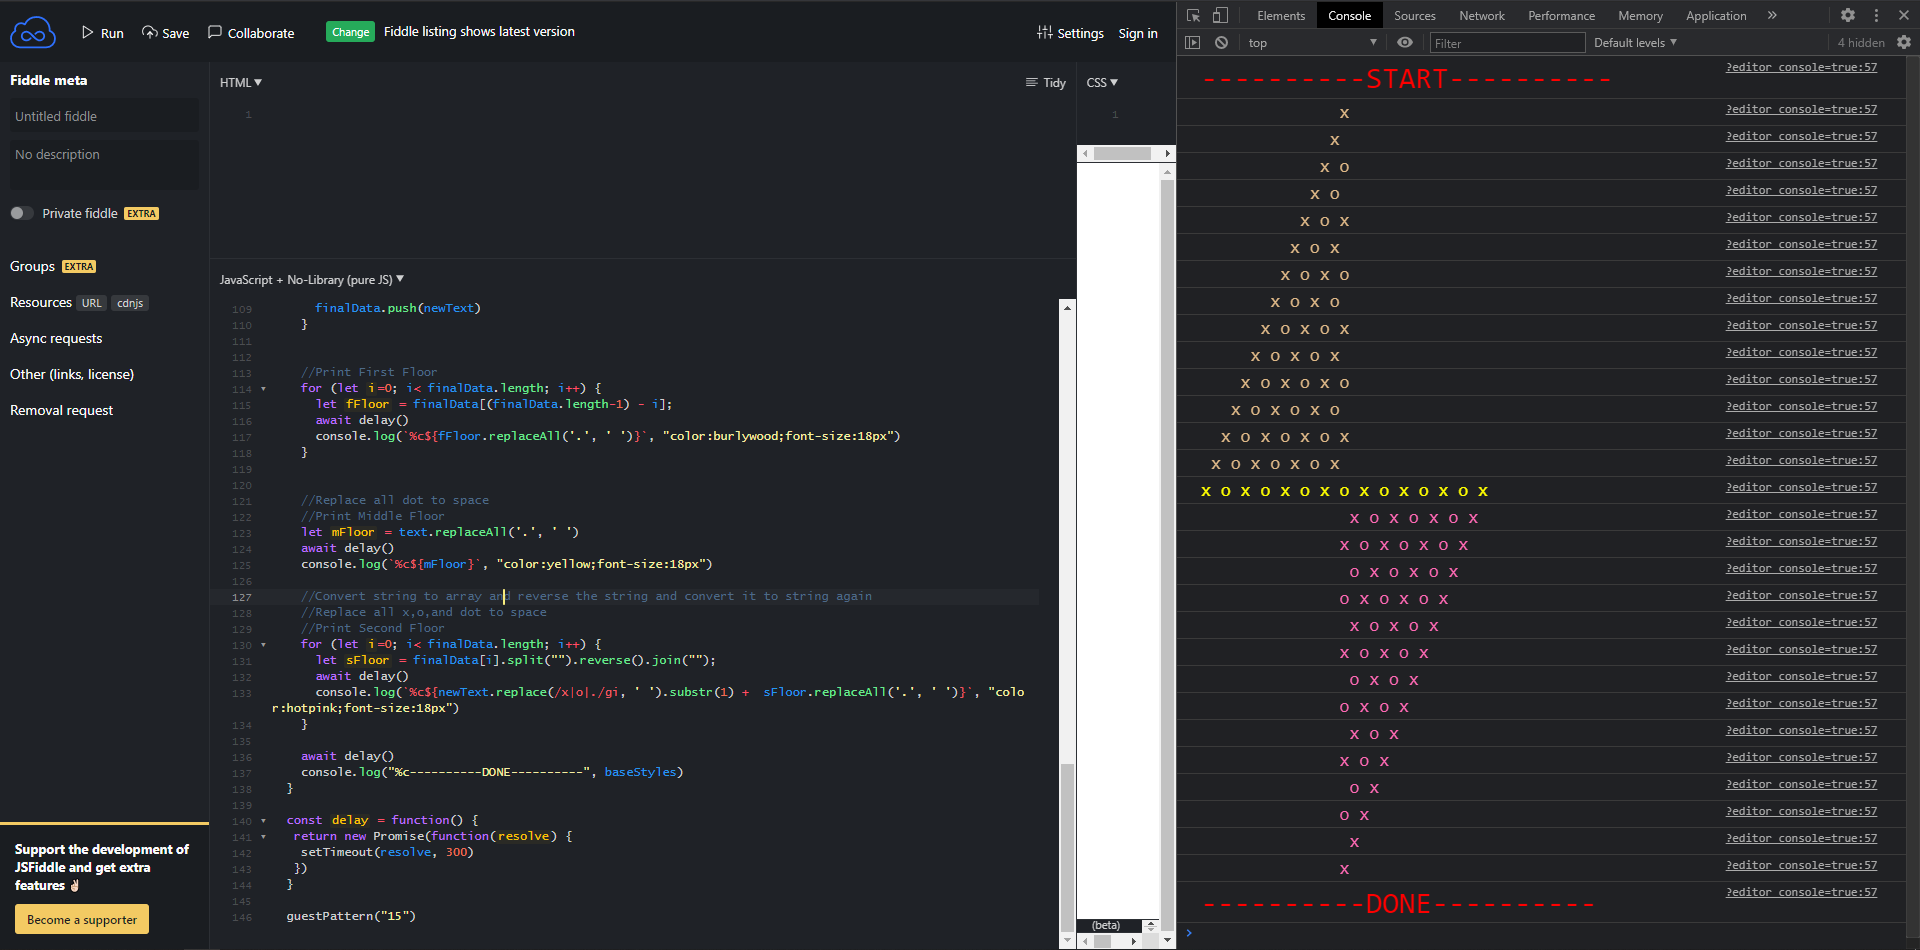 Run
Save
Collaborate
Change
Fiddle listing shows latest version
Settings
Sign in
Fiddle meta
Untitled fiddle
No description
Private fiddle EXTRA
Groups EXTRA
Resources URL cdnjs
Async requests
Other (links, license)
Removal request
Support the development of
JSFiddle and get extra
features ✌🏻
Become a supporter
HTML▼
Tidy
1
CSS▼
1
JavaScript + No-Library (pure JS) ▼
109 finalData.push(newText)
110 }
111
112
113 //Print First Floor
114 for (let i=0; i< finalData.length; i++) {
115 let fFloor = finalData[(finalData.length-1) - i];
116 await delay()
117 console.log(`%c${fFloor.replaceAll('.', ' ')}`, "color:burlywood;font-size:18px")
118 }
119
120
121 //Replace all dot to space
122 //Print Middle Floor
123 let mFloor = text.replaceAll('.', ' ')
124 await delay()
125 console.log(`%c${mFloor}`, "color:yellow;font-size:18px")
126
127 //Convert string to array and reverse the string and convert it to string again
128 //Replace all x,o,and dot to space
129 //Print Second Floor
130 for (let i=0; i< finalData.length; i++) {
131 let sFloor = finalData[i].split("").reverse().join("");
132 await delay()
133 console.log(`%c${newText.replace(/x|o|./gi, ' ').substr(1) +  sFloor.replaceAll('.', ' ')}`, "colo
r:hotpink;font-size:18px")
134 }
135
136 await delay()
137 console.log("%c----------DONE----------", baseStyles)
138 }
139
140 const delay = function() {
141 return new Promise(function(resolve) {
142 setTimeout(resolve, 300)
143 })
144 }
145
146 guestPattern("15")
(beta)
Elements Console Sources Network Performance Memory Application »
top ▼ Filter Default levels ▼ 4 hidden
----------START---------- ?editor_console=true:57
x ?editor_console=true:57
x ?editor_console=true:57
x o ?editor_console=true:57
x o ?editor_console=true:57
x o x ?editor_console=true:57
x o x ?editor_console=true:57
x o x o ?editor_console=true:57
x o x o ?editor_console=true:57
x o x o x ?editor_console=true:57
x o x o x ?editor_console=true:57
x o x o x o ?editor_console=true:57
x o x o x o ?editor_console=true:57
x o x o x o x ?editor_console=true:57
x o x o x o x ?editor_console=true:57
x o x o x o x o x o x o x o x ?editor_console=true:57
x o x o x o x ?editor_console=true:57
x o x o x o x ?editor_console=true:57
o x o x o x ?editor_console=true:57
o x o x o x ?editor_console=true:57
x o x o x ?editor_console=true:57
x o x o x ?editor_console=true:57
o x o x ?editor_console=true:57
o x o x ?editor_console=true:57
x o x ?editor_console=true:57
x o x ?editor_console=true:57
o x ?editor_console=true:57
o x ?editor_console=true:57
x ?editor_console=true:57
x ?editor_console=true:57
----------DONE---------- ?editor_console=true:57